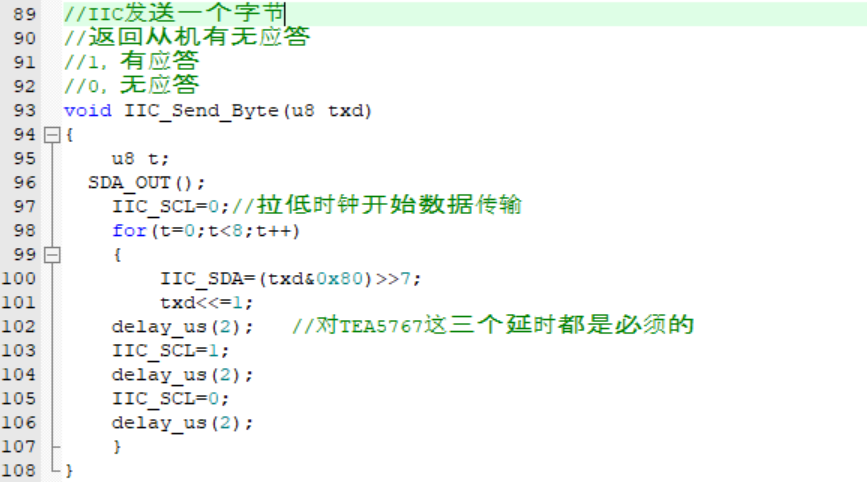 89 //IIC发送一个字节
90 //返回从机有无应答
91 //1, 有应答
92 //0, 无应答
93 void IIC_Send_Byte(u8 txd)
94 {
95 u8 t;
96 SDA_OUT();
97 IIC_SCL=0;//拉低时钟开始数据传输
98 for(t=0;t<8;t++)
99 {
100 IIC_SDA=(txd&0x80)>>7;
101 txd<<=1;
102 delay_us(2); //对TEA5767这三个延时都是必须的
103 IIC_SCL=1;
104 delay_us(2);
105 IIC_SCL=0;
106 delay_us(2);
107 }
108 }